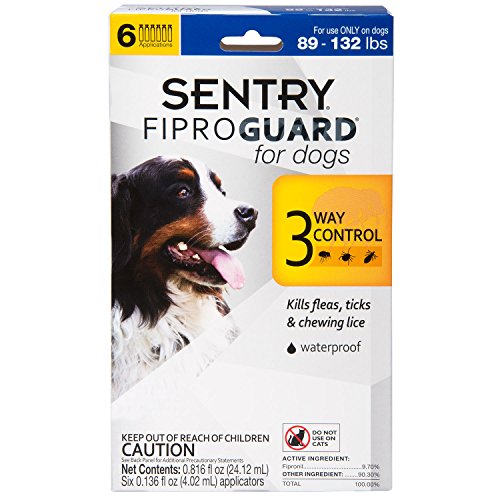 6 Applications
For use ONLY on dogs
89 - 132 lbs
SENTRY®
FIPROGUARD®
for dogs
3 WAY
CONTROL
Kills fleas, ticks
& chewing lice
waterproof
KEEP OUT OF REACH OF CHILDREN
CAUTION
See Back Panel for Additional Precautionary Statements
Net Contents: 0.816 fl oz (24.12 mL)
Six 0.136 fl oz (4.02 mL) applicators
DO NOT
USE ON
CATS
ACTIVE INGREDIENT:
Fipronil 9.70%
OTHER INGREDIENT: 90.30%
TOTAL 100.00%